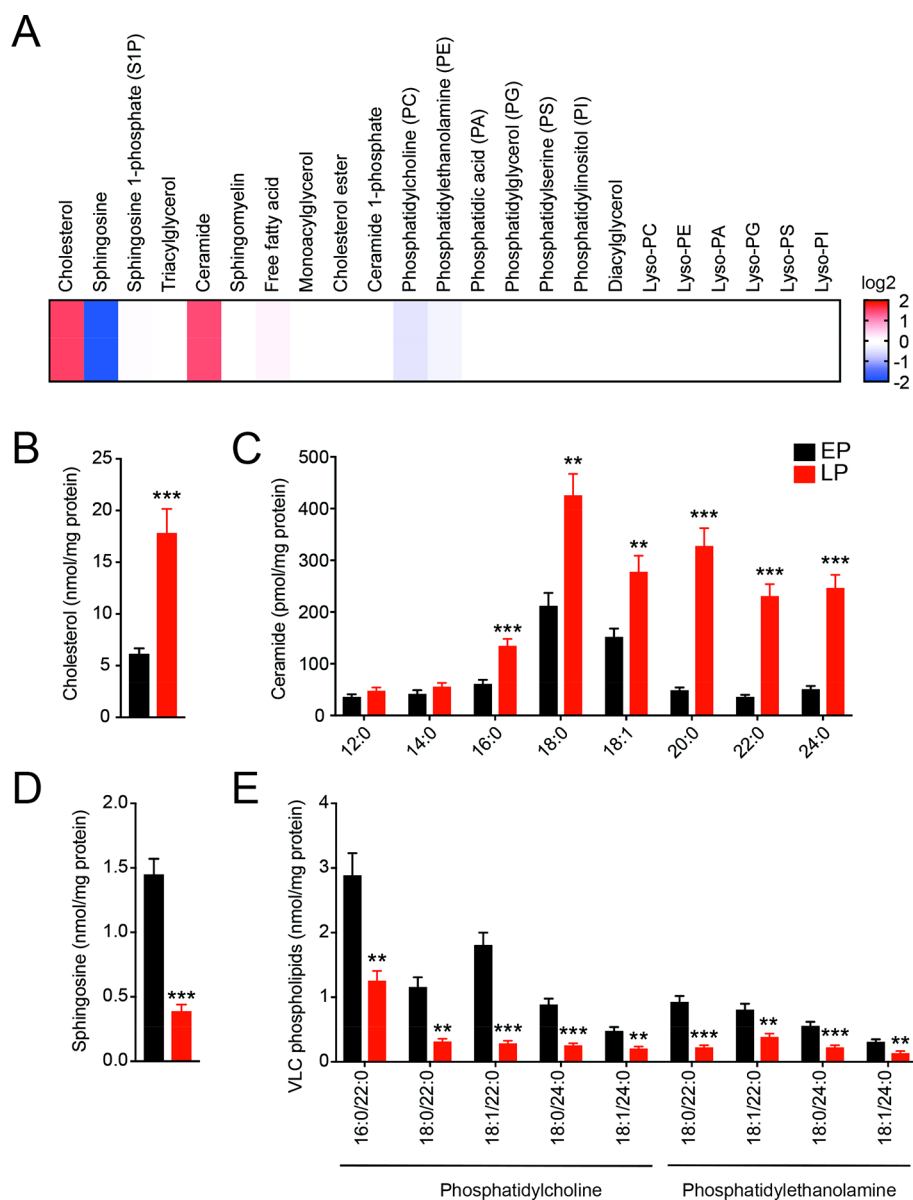 A
Cholesterol
Sphingosine
Sphingosine 1-phosphate (S1P)
Triacylglycerol
Ceramide
Sphingomyelin
Free fatty acid
Monoacylglycerol
Cholesterol ester
Ceramide 1-phosphate
Phosphatidylcholine (PC)
Phosphatidylethanolamine (PE)
Phosphatidic acid (PA)
Phosphatidylglycerol (PG)
Phosphatidylserine (PS)
Phosphatidylinositol (PI)
Diacylglycerol
Lyso-PC
Lyso-PE
Lyso-PA
Lyso-PG
Lyso-PS
Lyso-PI
log2
2
1
0
-1
-2
B
Cholesterol (nmol/mg protein)
25
20
15
10
5
0
***
C
Ceramide (pmol/mg protein)
500
400
300
200
100
0
***
**
**
***
***
***
12:0
14:0
16:0
18:0
18:1
20:0
22:0
24:0
EP
LP
D
Sphingosine (nmol/mg protein)
2.0
1.5
1.0
0.5
0.0
***
E
VLC phospholipids (nmol/mg protein)
4
3
2
1
0
**
**
***
***
**
***
**
***
**
16:0/22:0
18:0/22:0
18:1/22:0
18:0/24:0
18:1/24:0
18:0/22:0
18:1/22:0
18:0/24:0
18:1/24:0
Phosphatidylcholine
Phosphatidylethanolamine